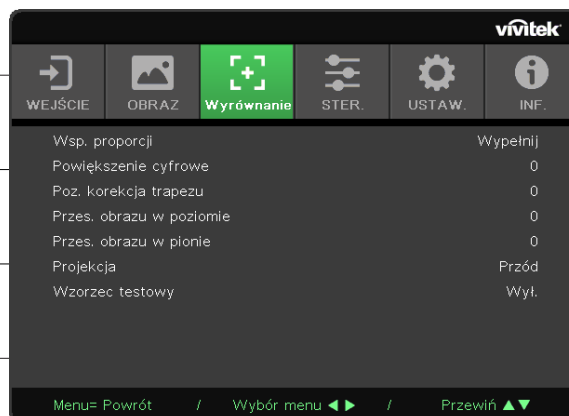 vivitek
WEJŚCIE OBRAZ Wyrównanie STER. USTAW. INF.
Wsp. proporcji Wypełnij
Powiększenie cyfrowe 0
Poz. korekcja trapezu 0
Przes. obrazu w poziomie 0
Przes. obrazu w pionie 0
Projekcja Przód
Wzorzec testowy Wył.
Menu= Powrót / Wybór menu ◀ ▶ / Przewiń ▲▼